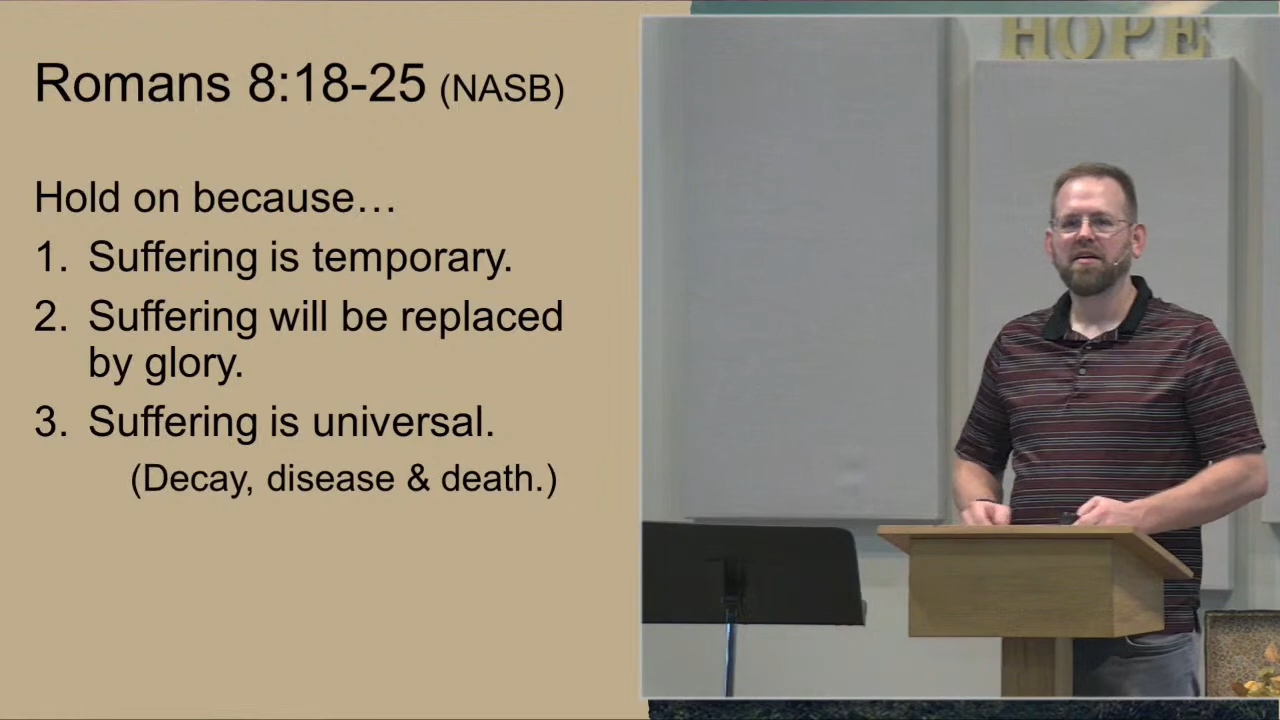 Romans 8:18-25 (NASB)
Hold on because…
1. Suffering is temporary.
2. Suffering will be replaced
by glory.
3. Suffering is universal.
(Decay, disease & death.)
HOPE